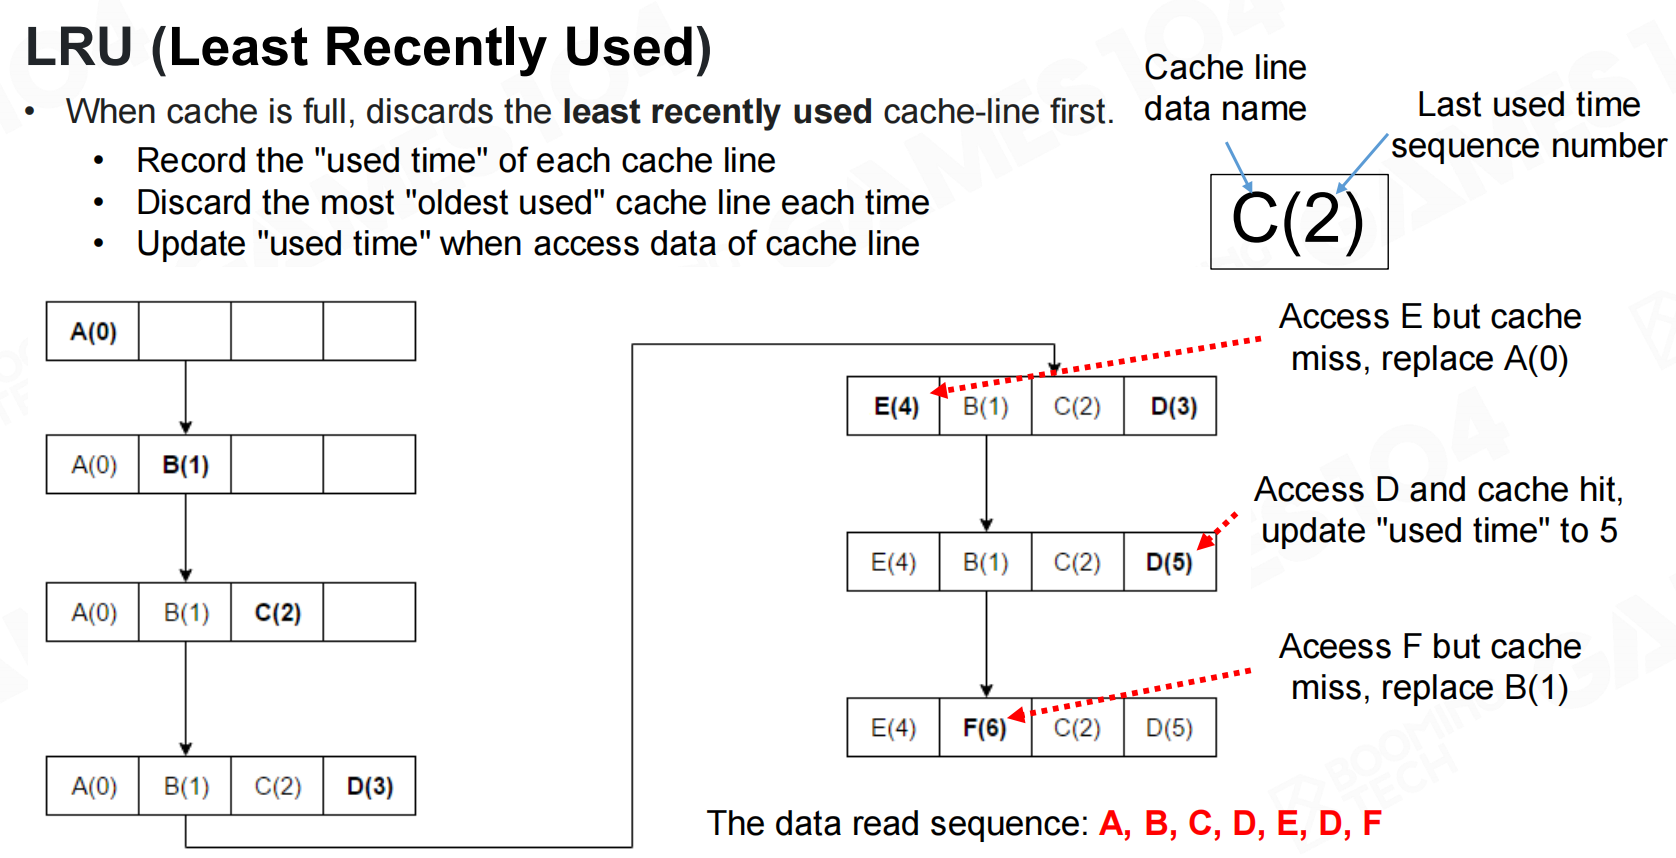 LRU (Least Recently Used)
• When cache is full, discards the least recently used cache-line first.
• Record the "used time" of each cache line
• Discard the most "oldest used" cache line each time
• Update "used time" when access data of cache line
Cache line
data name
Last used time
sequence number
C(2)
A(0)
A(0) B(1)
A(0) B(1) C(2)
A(0) B(1) C(2) D(3)
Access E but cache
miss, replace A(0)
E(4) B(1) C(2) D(3)
Access D and cache hit,
update "used time" to 5
E(4) B(1) C(2) D(5)
Aceess F but cache
miss, replace B(1)
E(4) F(6) C(2) D(5)
The data read sequence: A, B, C, D, E, D, F
BOOMING
TECH
GAMES104